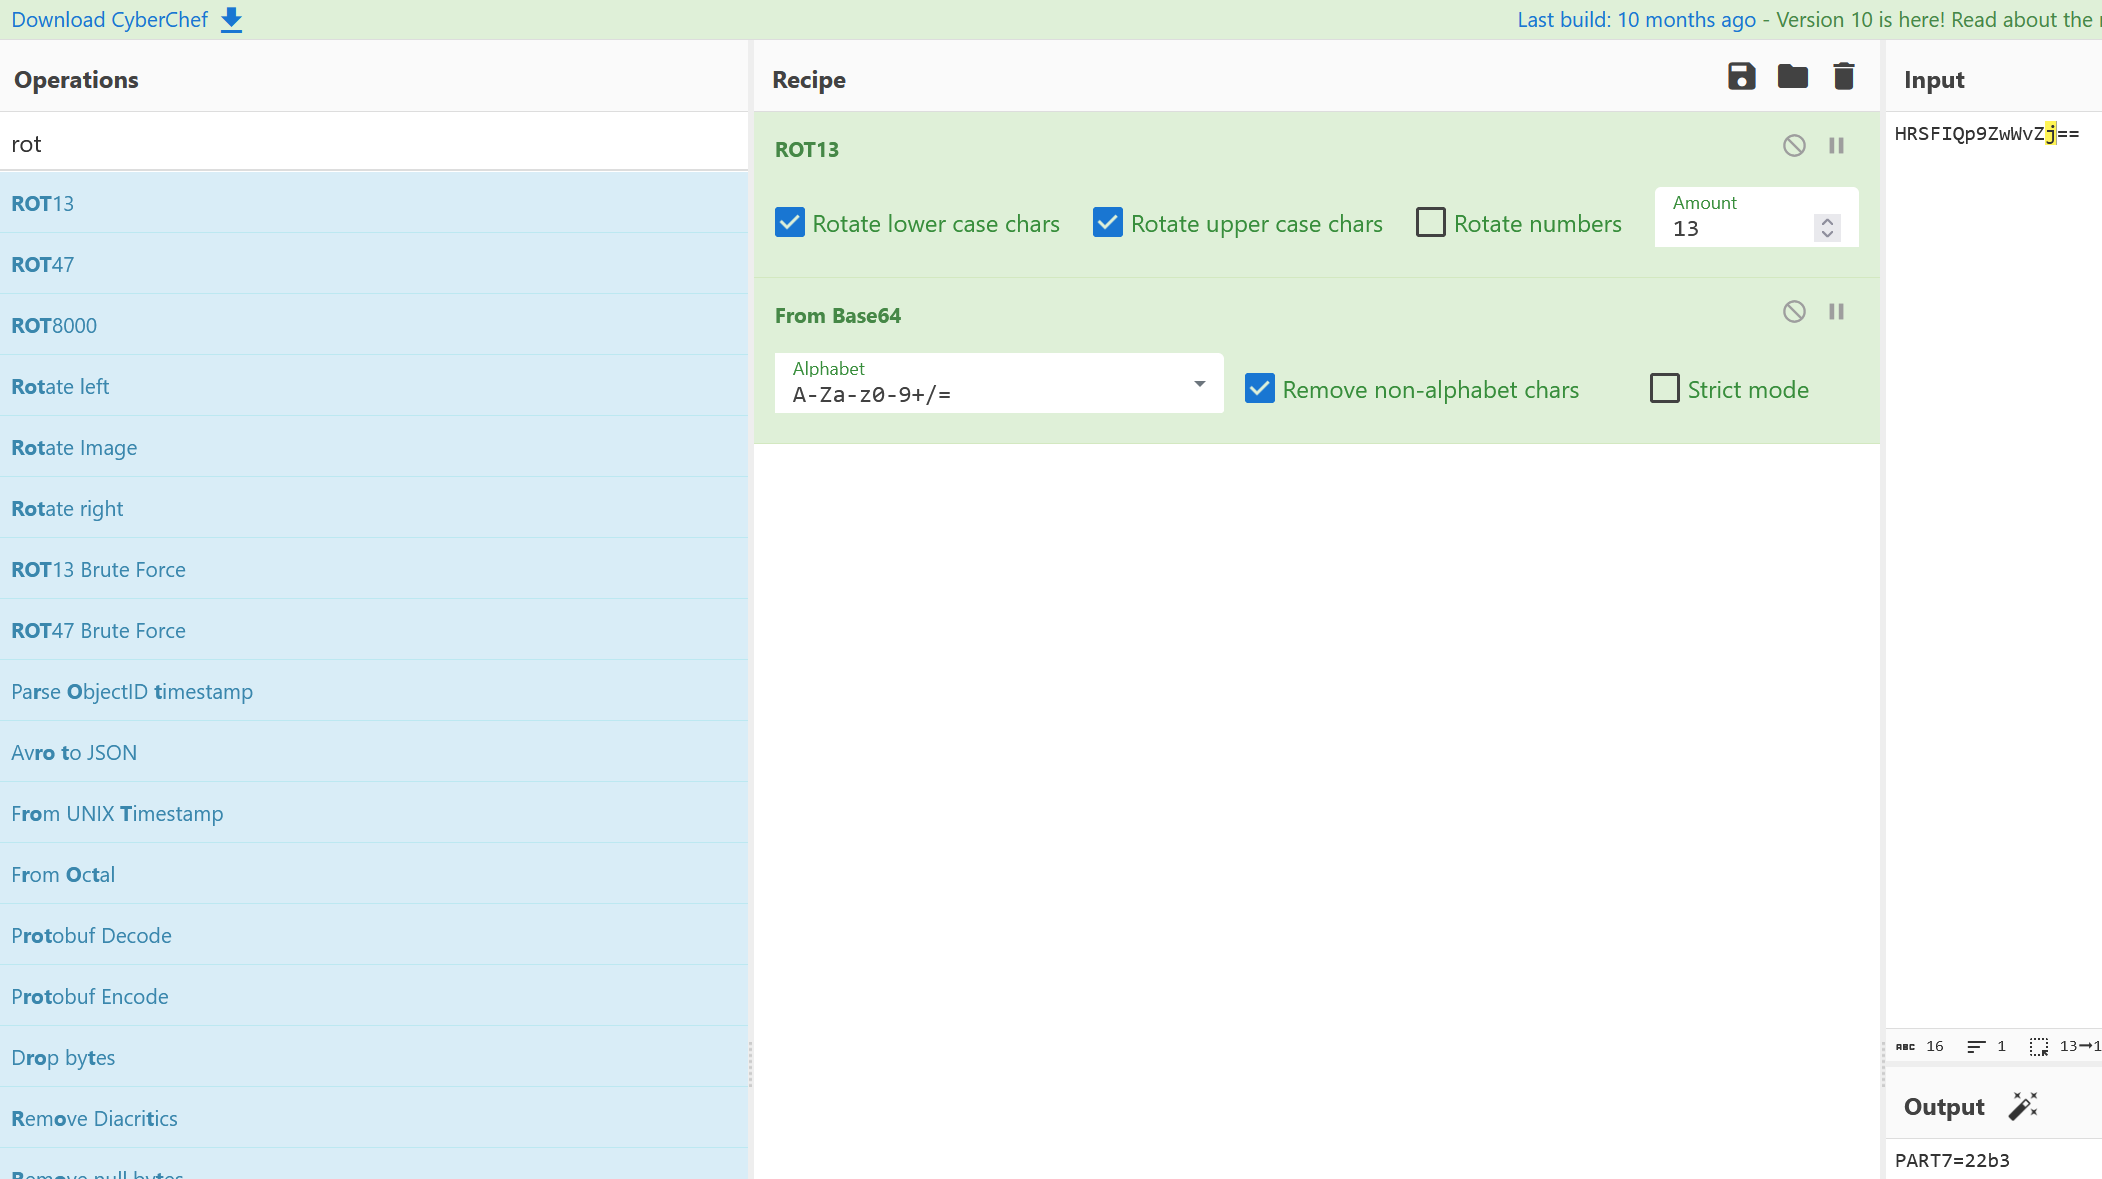 Download CyberChef
Last build: 10 months ago - Version 10 is here! Read about the
Operations
rot
ROT13
ROT47
ROT8000
Rotate left
Rotate Image
Rotate right
ROT13 Brute Force
ROT47 Brute Force
Parse ObjectID timestamp
Avro to JSON
From UNIX Timestamp
From Octal
Protobuf Decode
Protobuf Encode
Drop bytes
Remove Diacritics
Remove null bytes
Recipe
ROT13
Rotate lower case chars
Rotate upper case chars
Rotate numbers
Amount
13
From Base64
Alphabet
A-Za-z0-9+/=
Remove non-alphabet chars
Strict mode
Input
HRSFIQp9ZwWvZj==
ABC 16
1
13→1
Output
PART7=22b3